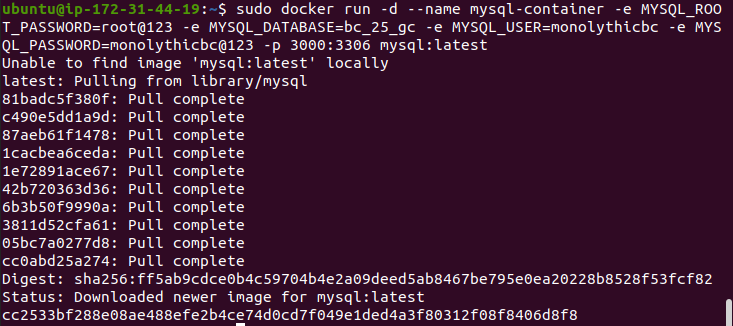 ubuntu@ip-172-31-44-19:~$ sudo docker run -d --name mysql-container -e MYSQL_ROO
T_PASSWORD=root@123 -e MYSQL_DATABASE=bc_25_gc -e MYSQL_USER=monolythicbc -e MYS
QL_PASSWORD=monolythicbc@123 -p 3000:3306 mysql:latest
Unable to find image 'mysql:latest' locally
latest: Pulling from library/mysql
81badc5f380f: Pull complete
c490e5dd1a9d: Pull complete
87aeb61f1478: Pull complete
1cacbea6ceda: Pull complete
1e72891ace67: Pull complete
42b720363d36: Pull complete
6b3b50f9990a: Pull complete
3811d52cfa61: Pull complete
05bc7a0277d8: Pull complete
cc0abd25a274: Pull complete
Digest: sha256:ff5ab9cdce0b4c59704b4e2a09deed5ab8467be795e0ea20228b8528f53fcf82
Status: Downloaded newer image for mysql:latest
cc2533bf288e08ae488efe2b4ce74d0cd7f049e1ded4a3f80312f08f8406d8f8